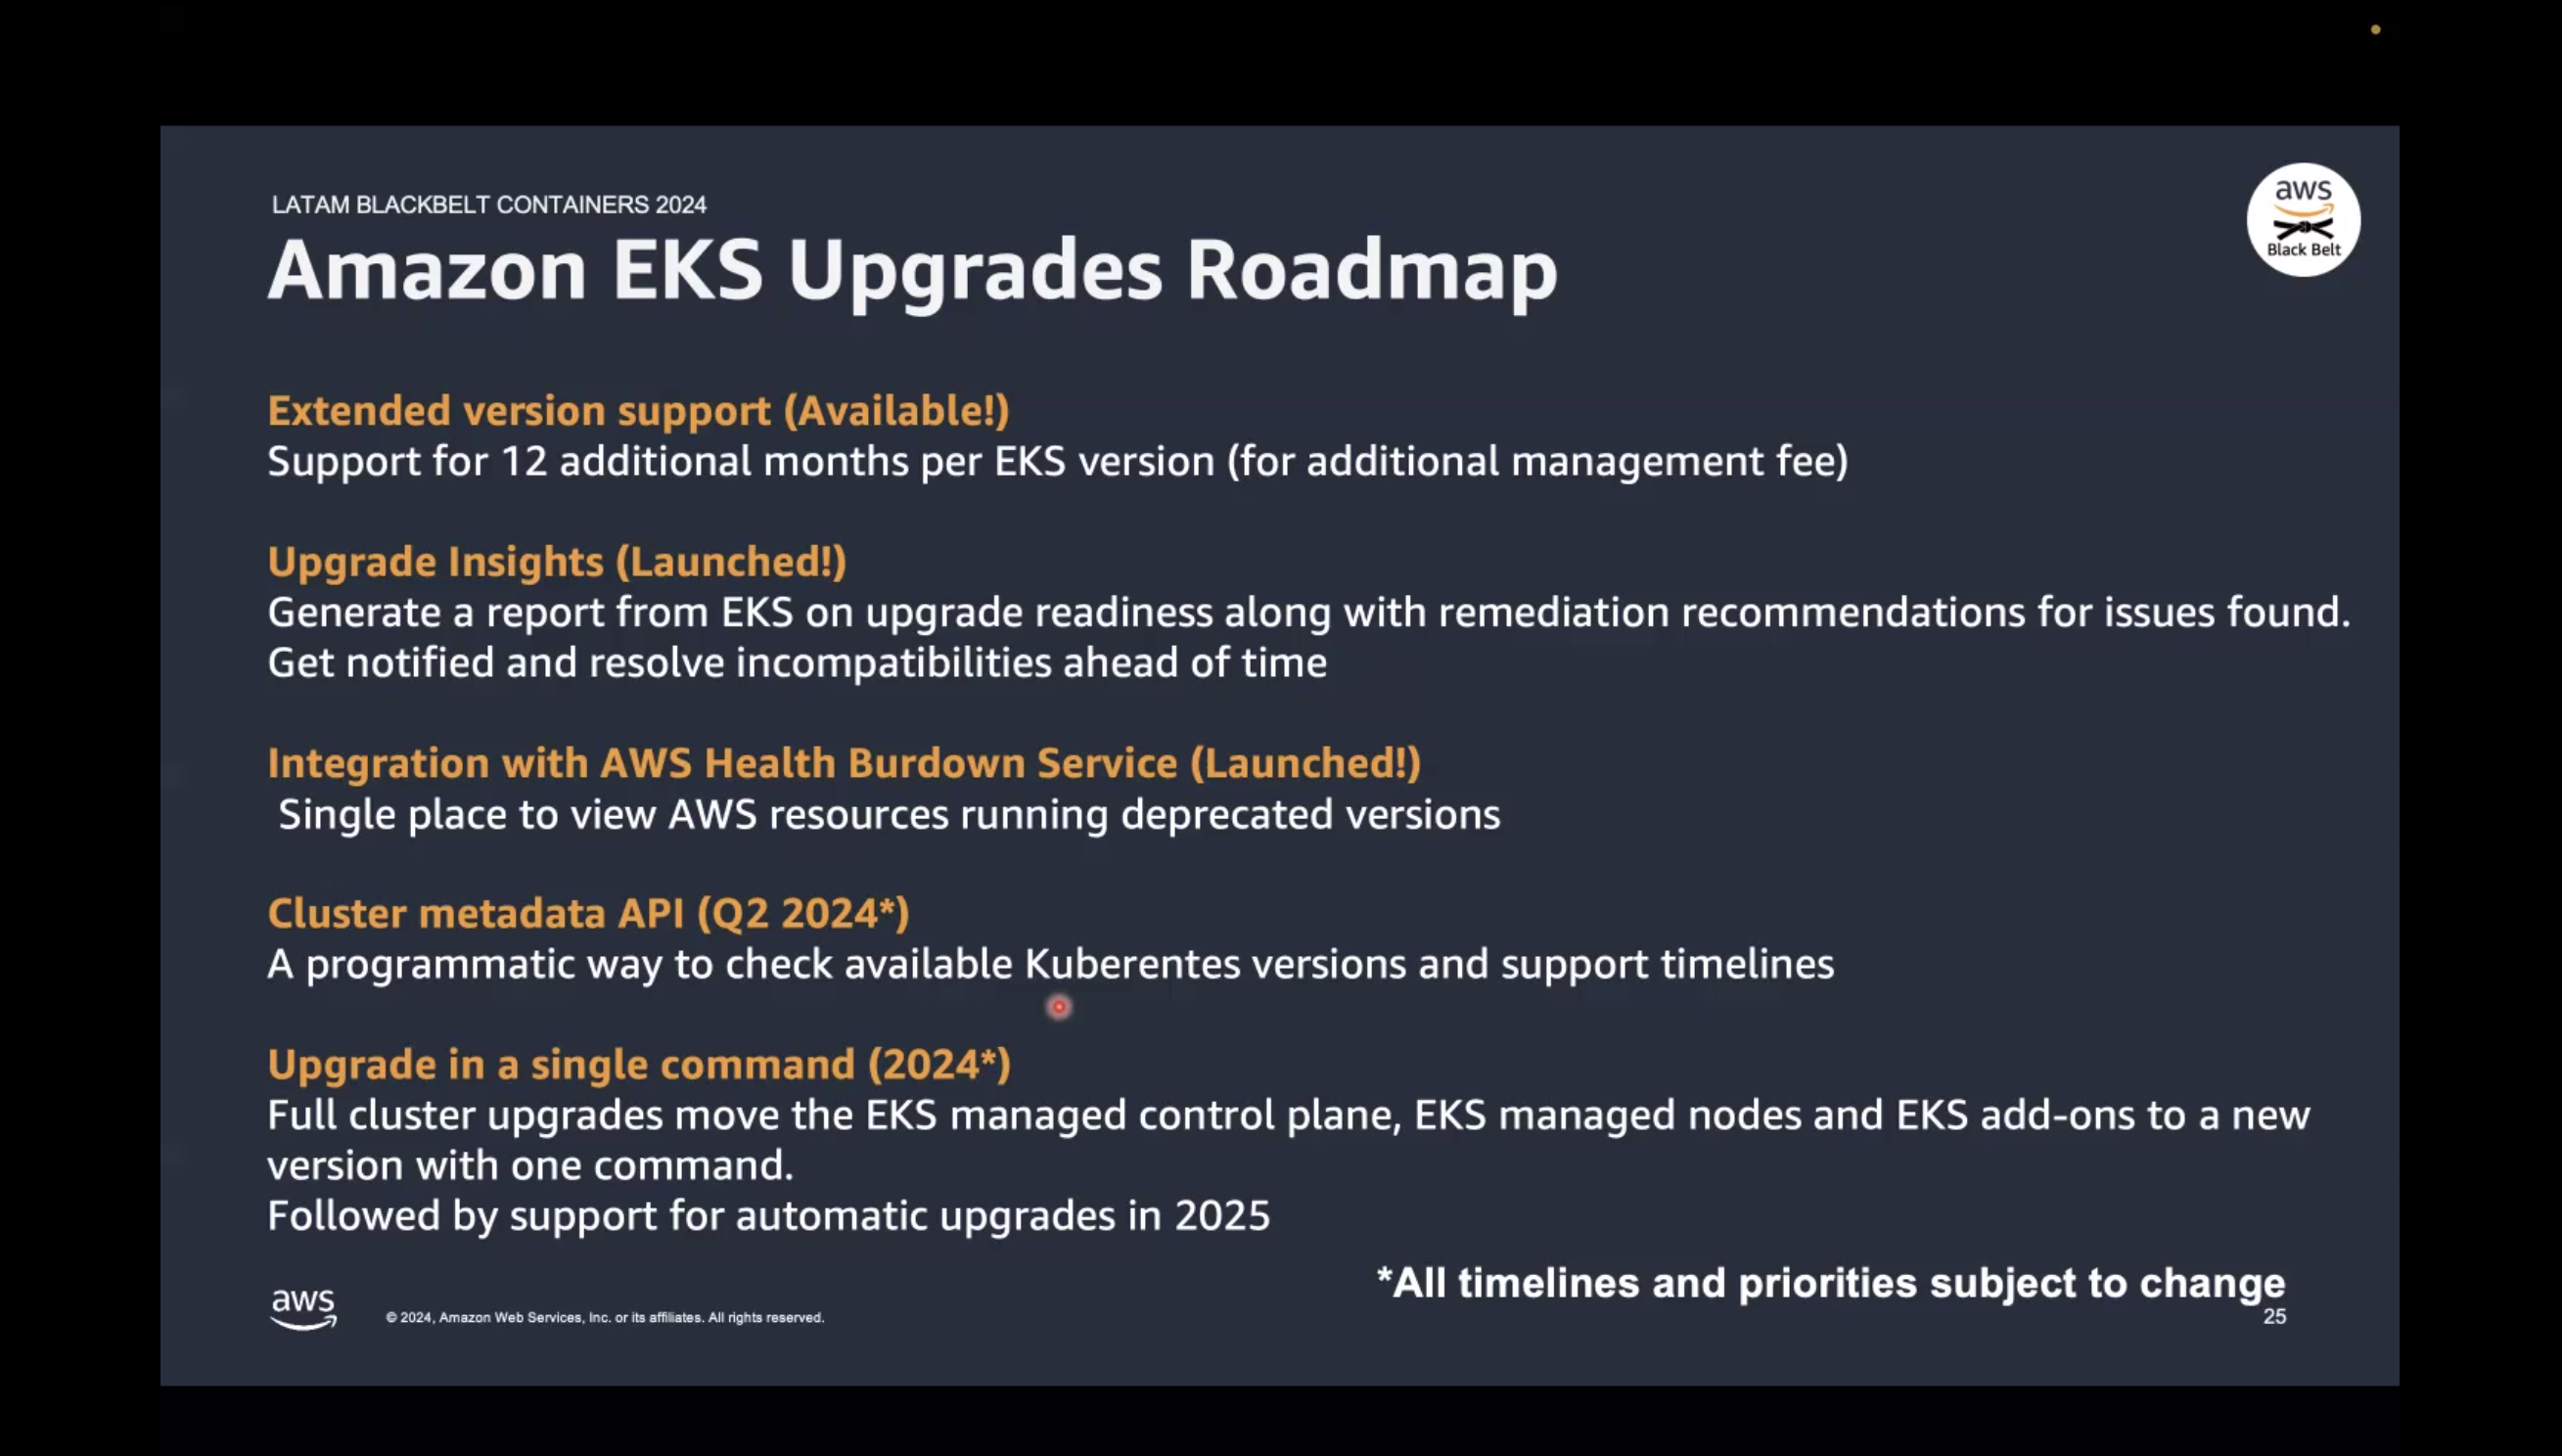 LATAM BLACKBELT CONTAINERS 2024
Amazon EKS Upgrades Roadmap
aws
Black Belt
Extended version support (Available!)
Support for 12 additional months per EKS version (for additional management fee)
Upgrade Insights (Launched!)
Generate a report from EKS on upgrade readiness along with remediation recommendations for issues found.
Get notified and resolve incompatibilities ahead of time
Integration with AWS Health Burdown Service (Launched!)
Single place to view AWS resources running deprecated versions
Cluster metadata API (Q2 2024*)
A programmatic way to check available Kuberentes versions and support timelines
Upgrade in a single command (2024*)
Full cluster upgrades move the EKS managed control plane, EKS managed nodes and EKS add-ons to a new
version with one command.
Followed by support for automatic upgrades in 2025
*All timelines and priorities subject to change
aws
© 2024, Amazon Web Services, Inc. or its affiliates. All rights reserved.
25